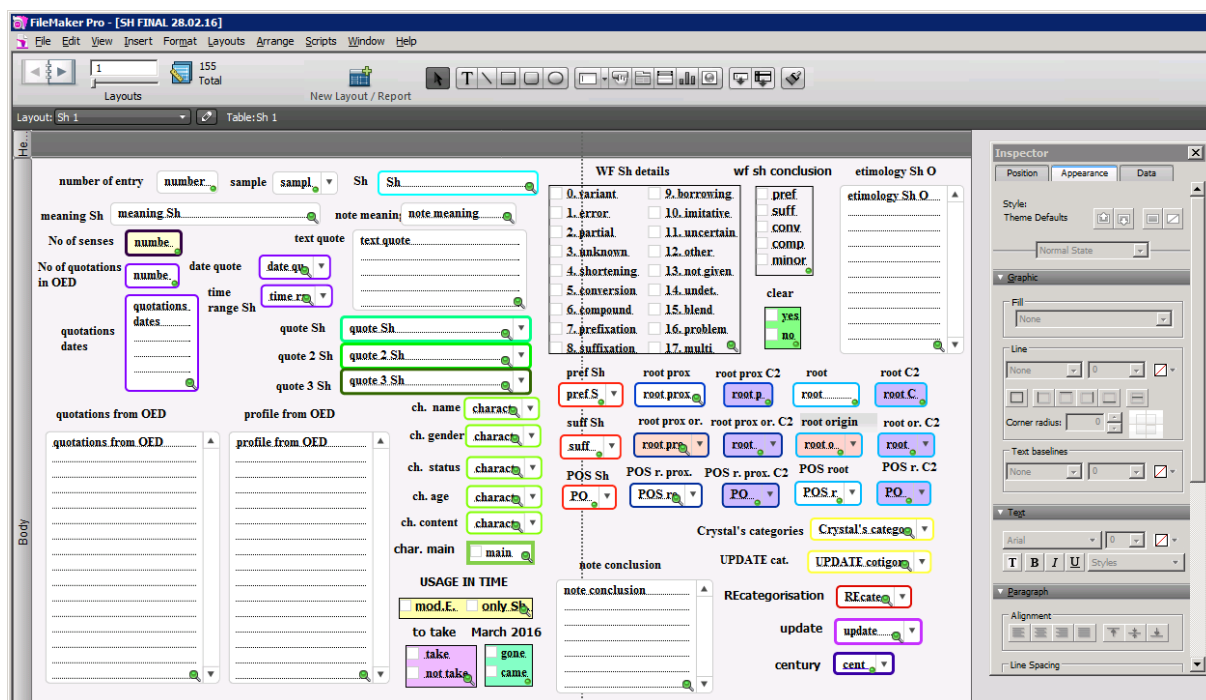 FileMaker Pro - [SH FINAL 28.02.16]
File Edit View Insert Format Layouts Arrange Scripts Window Help
1
155
Total
Layouts
New Layout / Report
Layout: Sh 1
Table: Sh 1
He...
Body
number of entry number sample sampl Sh Sh
meaning Sh meaning Sh note meaning note meaning
No of senses numbe
text quote text quote
No of quotations
in OED
numbe
date quote date qu
time
range Sh
time r
quotations
dates
quotations
dates
quote Sh quote Sh
quote 2 Sh quote 2 Sh
quote 3 Sh quote 3 Sh
quotations from OED profile from OED
quotations from OED profile from OED
ch. name charact
ch. gender charact
ch. status charact
ch. age charact
ch. content charact
char. main main
USAGE IN TIME
mod.E. only Sh
to take March 2016
take
not take
gone
came
WF Sh details
0. variant 9. borrowing
1. error 10. imitative
2. partial 11. uncertain
3. unknown 12. other
4. shortening 13. not given
5. conversion 14. undet.
6. compound 15. blend
7. prefixation 16. problem
8. suffixation 17. multi
wf sh conclusion
pref
suff
conv
comp
minor
clear
yes
no
etimology Sh O
etimology Sh O
pref Sh root prox root prox C2 root root C2
pref S root prox root p root root C
suff Sh root prox or. root prox or. C2 root origin root or. C2
suff root pro root root o root
POS Sh POS r. prox. POS r. prox. C2 POS root POS r. C2
PO POS re PO POS r PO
Crystal's categories Crystal's catego
UPDATE cat. UPDATE cotigor
note conclusion
note conclusion
REcategorisation REcate
update update
century cent
Inspector
Position Appearance Data
Style:
Theme Defaults
Normal State
Graphic
Fill
None
Line
None 0
Corner radius: 0
Text baselines
None 0
Text
Arial 0
T B I U Styles
Paragraph
Alignment
Line Spacing